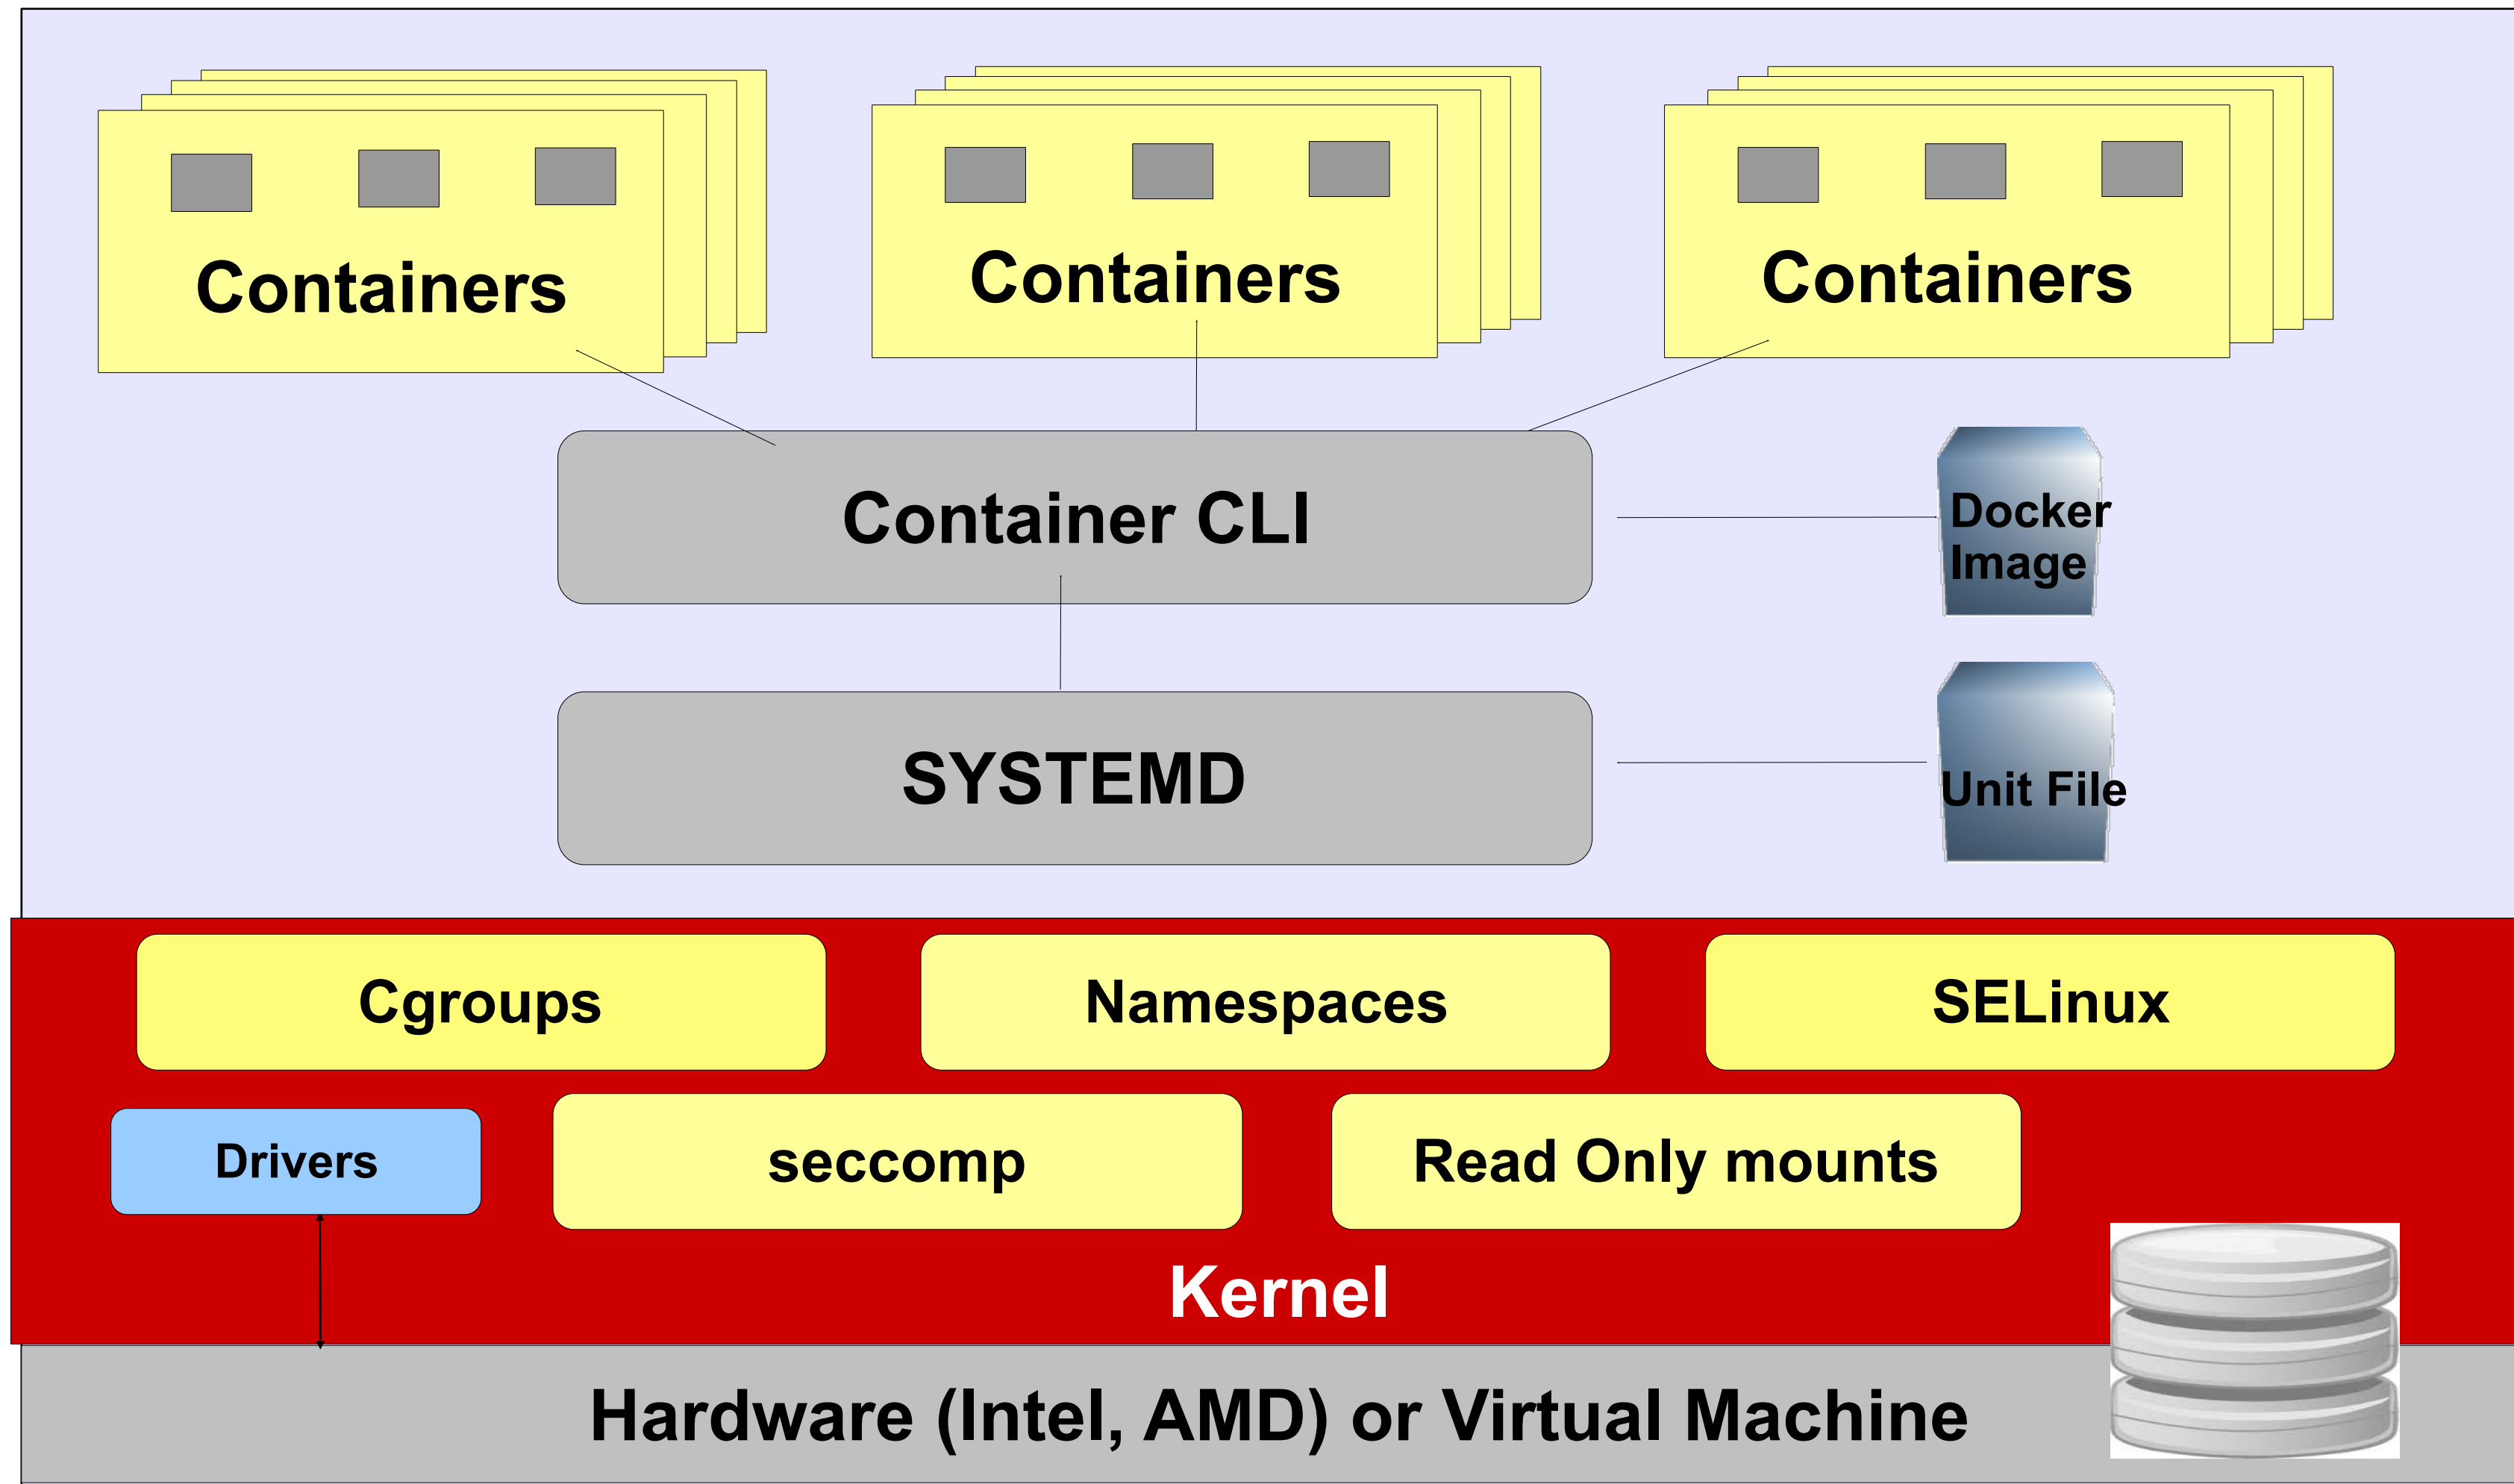 Containers
Containers
Containers
Container CLI
Docker
Image
SYSTEMD
Unit File
Cgroups
Namespaces
SELinux
Drivers
seccomp
Read Only mounts
Kernel
Hardware (Intel, AMD) or Virtual Machine